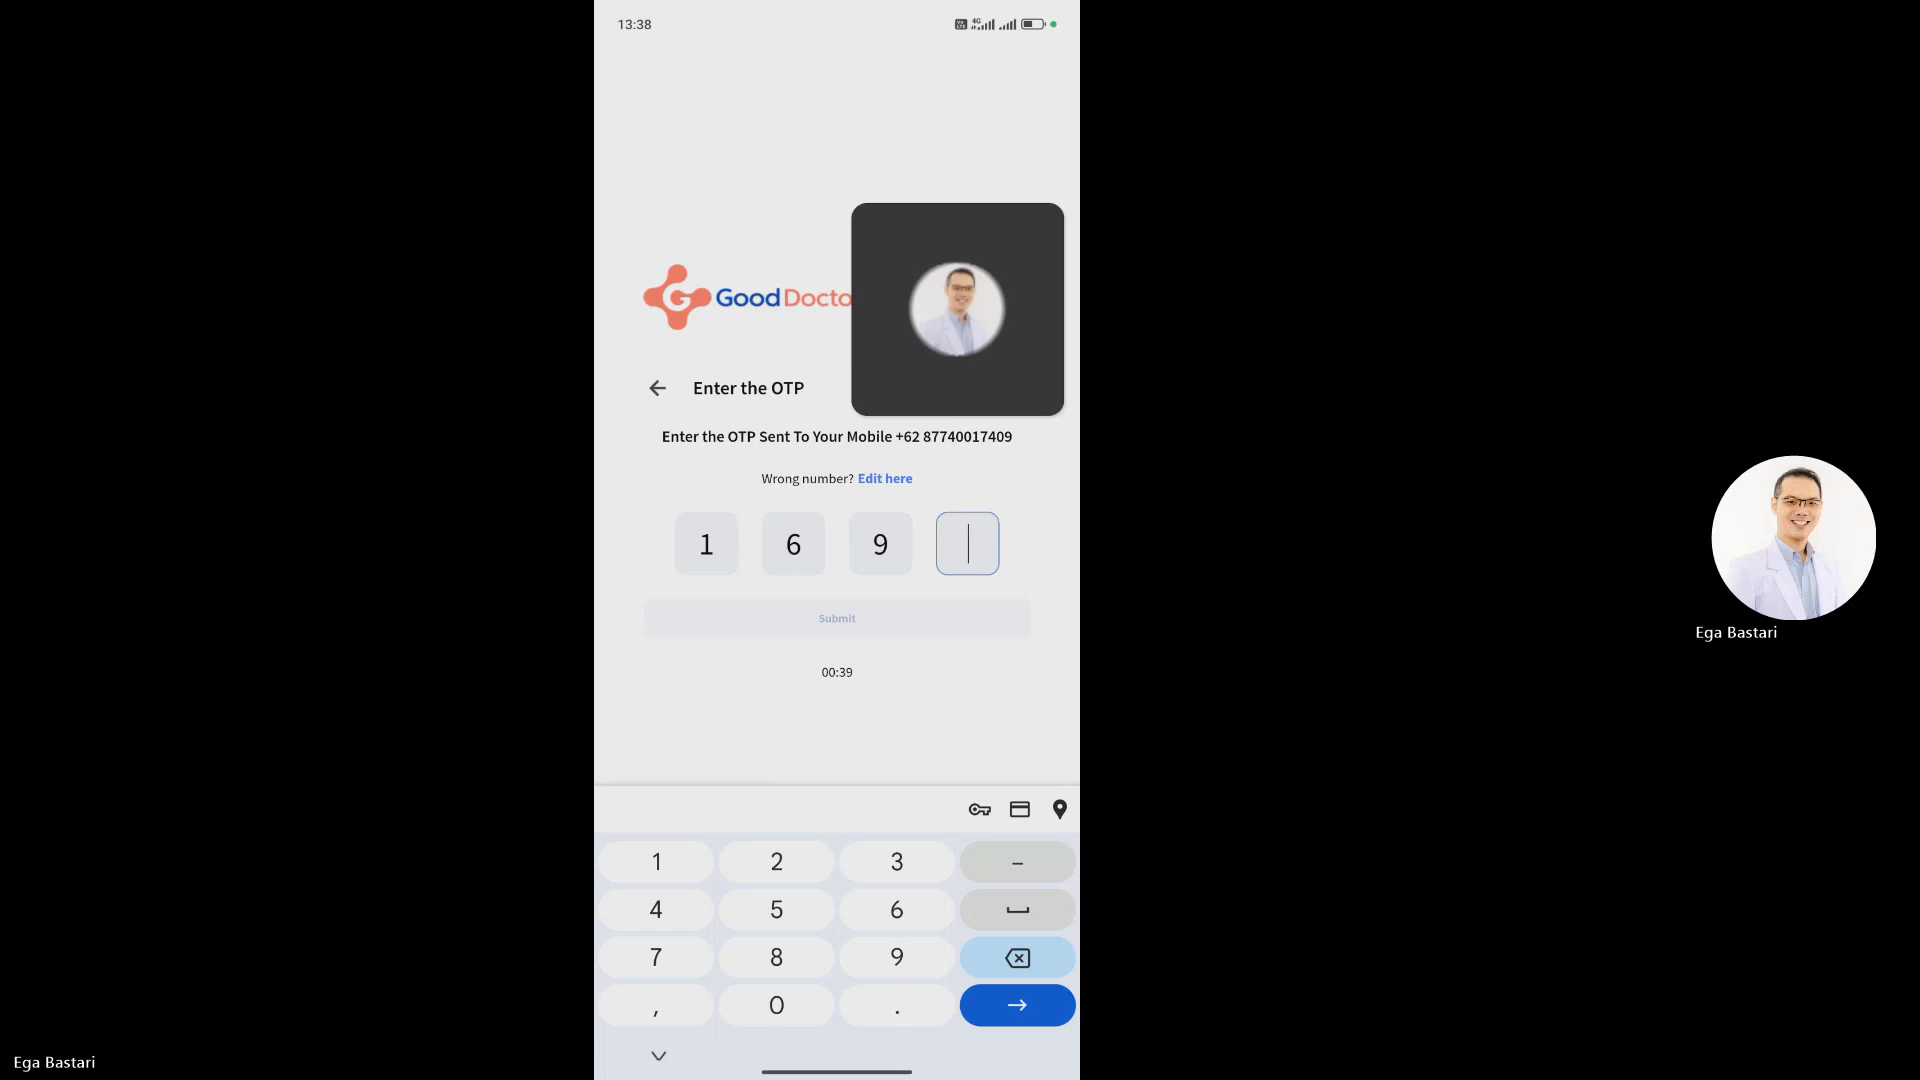 13:38
4G
GoodDocto
Enter the OTP
Enter the OTP Sent To Your Mobile +62 87740017409
Wrong number? Edit here
1 6 9
Submit
00:39
1 2 3 –
4 5 6
7 8 9
, 0 .
Ega Bastari
Ega Bastari